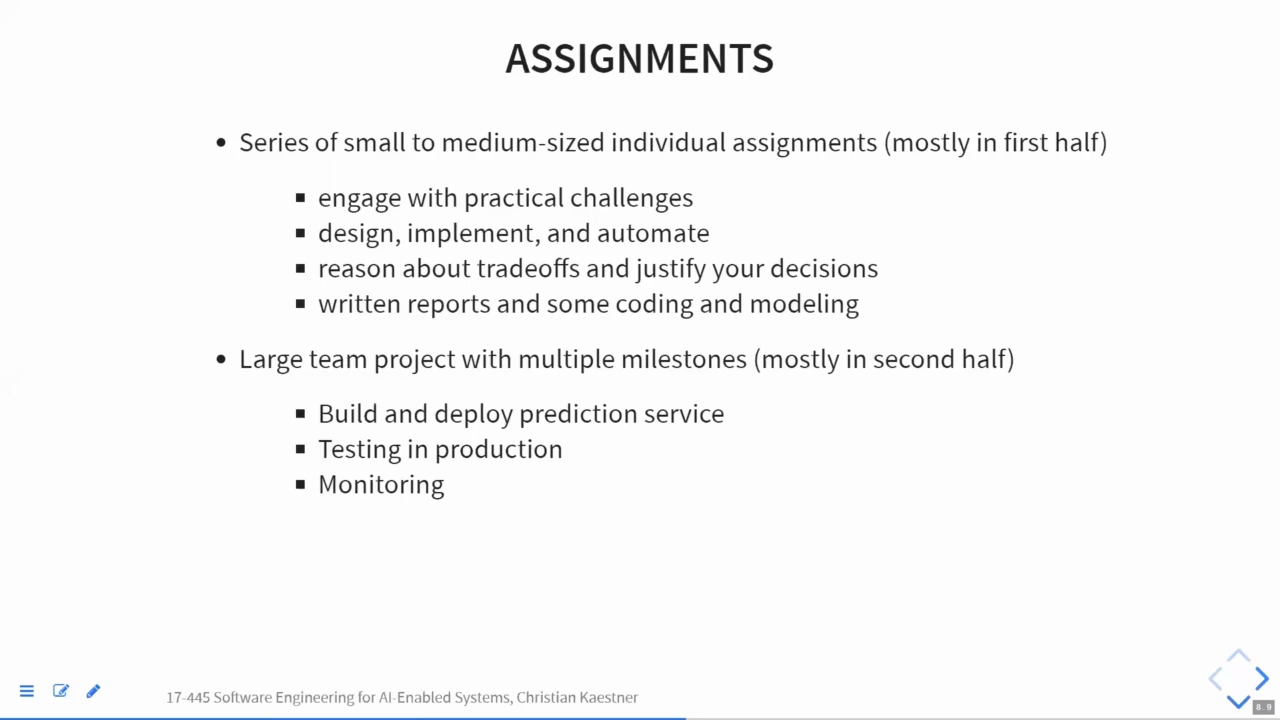 ASSIGNMENTS
Series of small to medium-sized individual assignments (mostly in first half)
engage with practical challenges
design, implement, and automate
reason about tradeoffs and justify your decisions
written reports and some coding and modeling
Large team project with multiple milestones (mostly in second half)
Build and deploy prediction service
Testing in production
Monitoring
17-445 Software Engineering for AI-Enabled Systems, Christian Kaestner
8.9